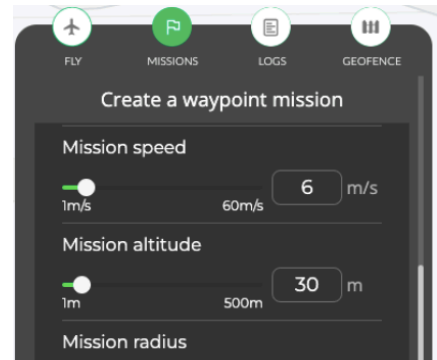 FLY MISSIONS LOGS GEOFENCE
Create a waypoint mission
Mission speed
6 m/s
1m/s 60m/s
Mission altitude
30 m
1m 500m
Mission radius